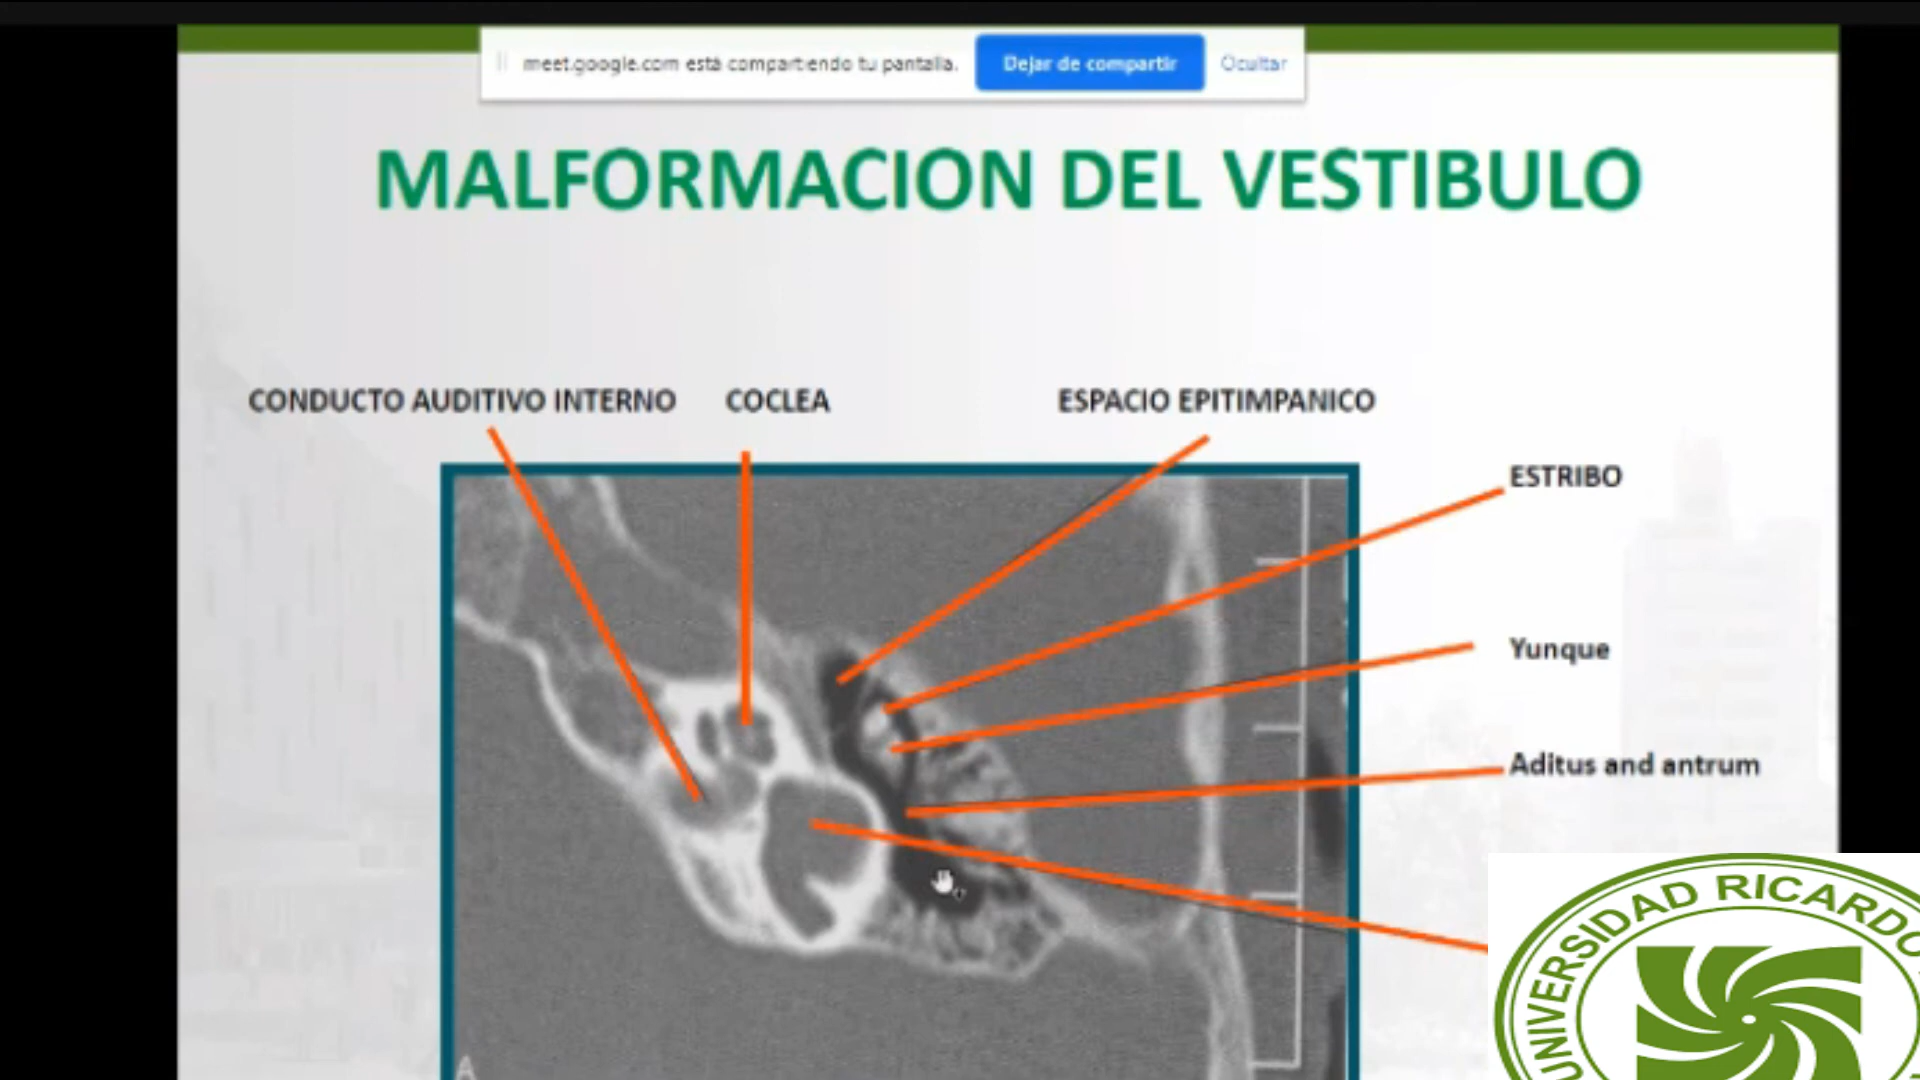 meet.google.com está compartiendo tu pantalla.
Dejar de compartir
Ocultar
MALFORMACION DEL VESTIBULO
CONDUCTO AUDITIVO INTERNO
COCLEA
ESPACIO EPITIMPANICO
ESTRIBO
Yunque
Aditus and antrum
UNIVERSIDAD RICARDO
A